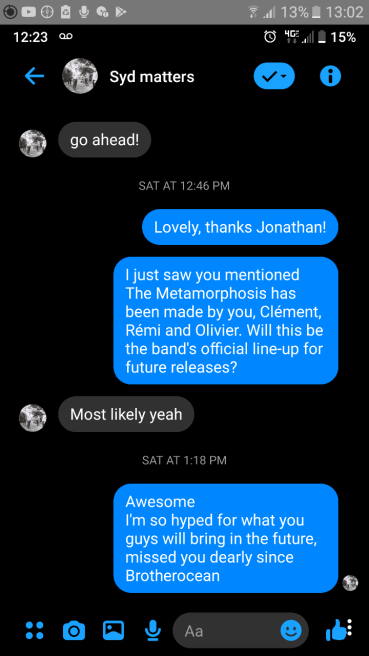 13% 13:02
12:23 4G 15%
Syd matters
go ahead!
SAT AT 12:46 PM
Lovely, thanks Jonathan!
I just saw you mentioned
The Metamorphosis has
been made by you, Clément,
Rémi and Olivier. Will this be
the band's official line-up for
future releases?
Most likely yeah
SAT AT 1:18 PM
Awesome
I'm so hyped for what you
guys will bring in the future,
missed you dearly since
Brotherocean
Aa